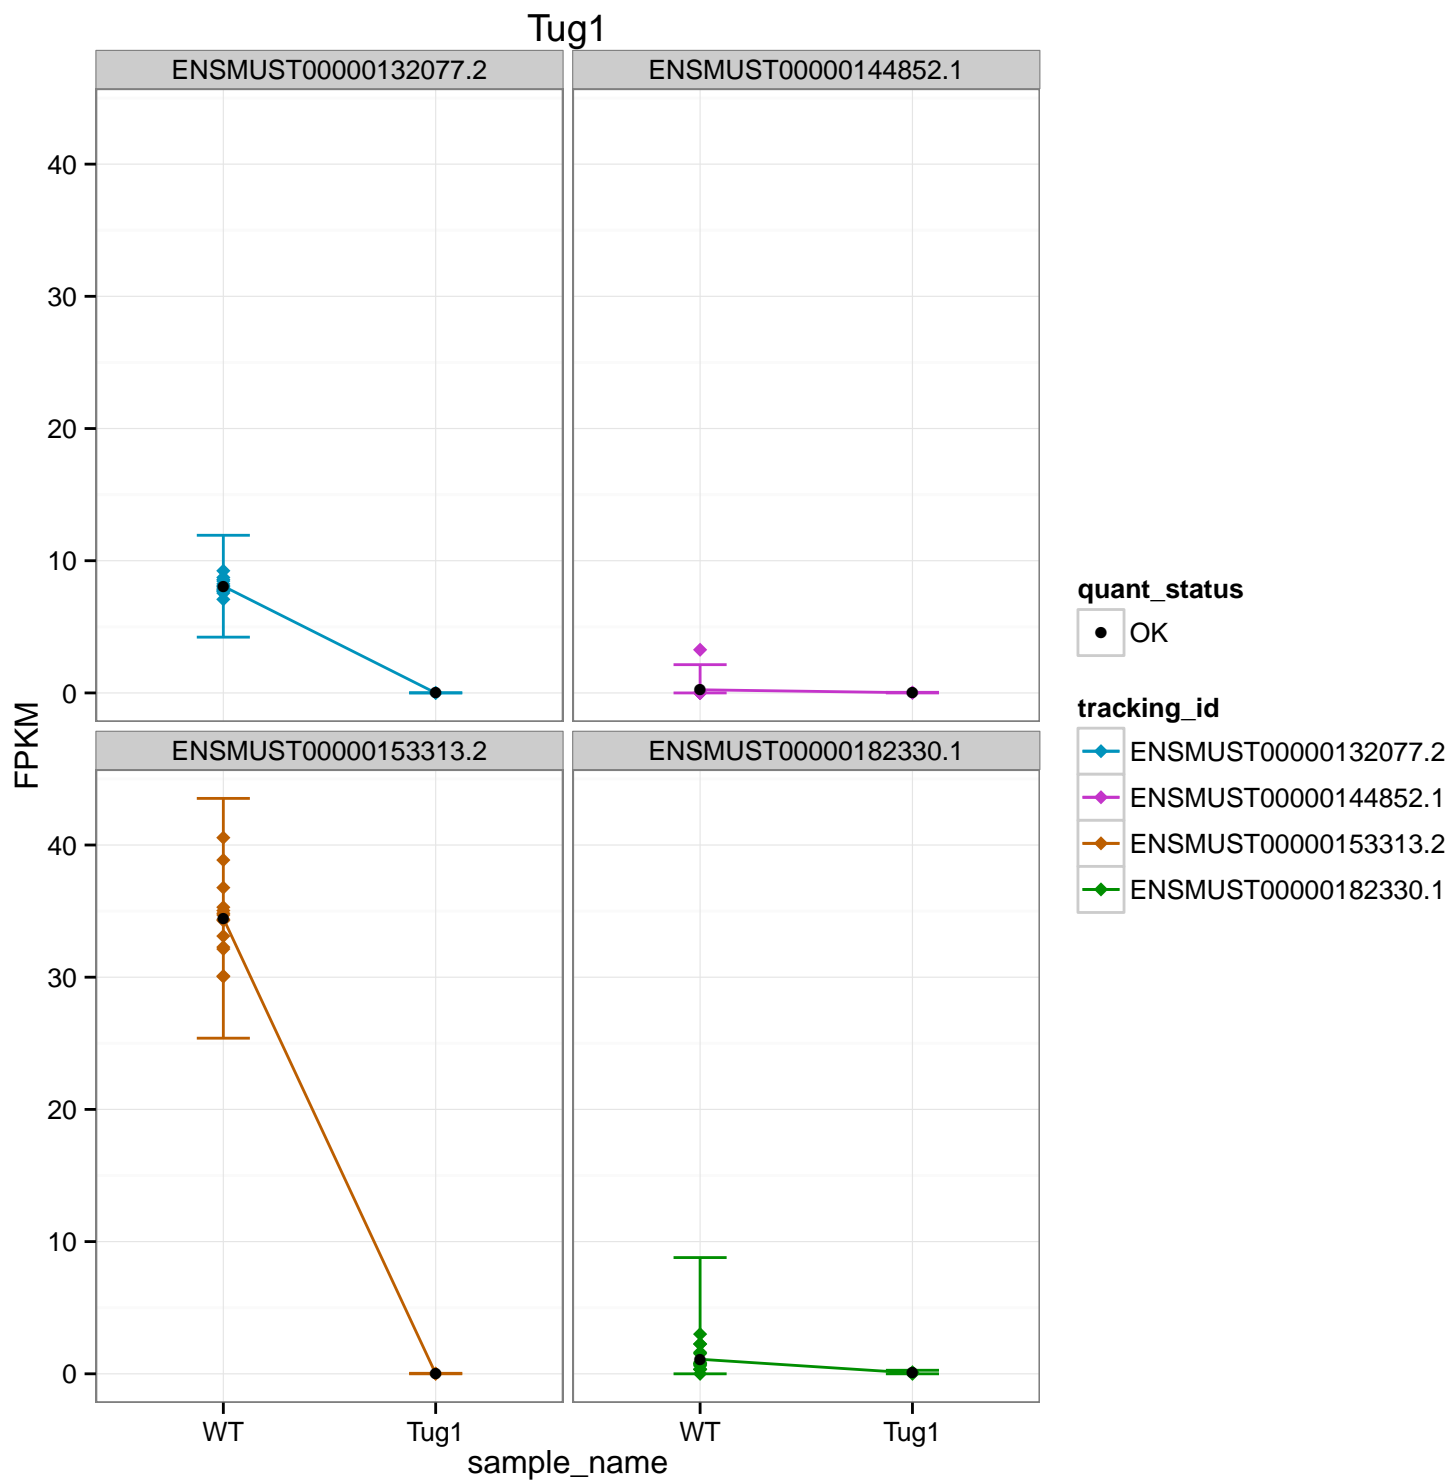 Tug1
ENSMUST00000132077.2
ENSMUST00000144852.1
40
30
20
10
0
ENSMUST00000153313.2
ENSMUST00000182330.1
40
30
20
10
0
FPKM
WT
Tug1
WT
Tug1
sample_name
quant_status
OK
tracking_id
ENSMUST00000132077.2
ENSMUST00000144852.1
ENSMUST00000153313.2
ENSMUST00000182330.1